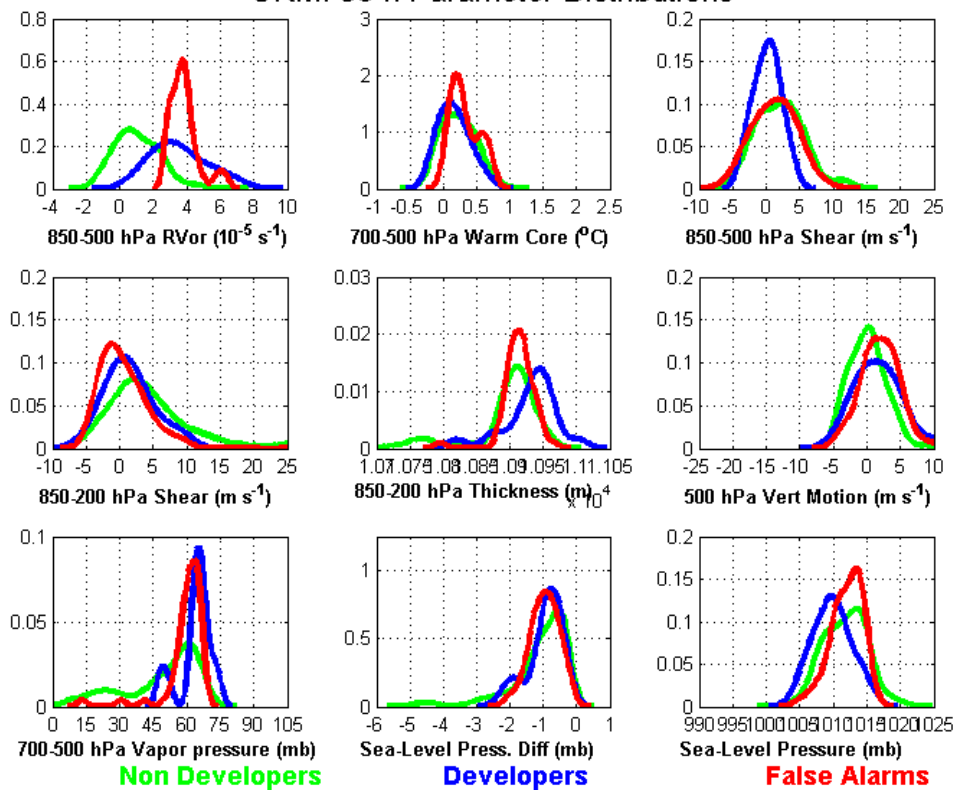 Parameter Distributions
0.8
0.6
0.4
0.2
0
-4 -2 0 2 4 6 8 10
850-500 hPa RVor (10⁻⁵ s⁻¹)
3
2
1
0
-1 -0.5 0 0.5 1 1.5 2 2.5
700-500 hPa Warm Core (°C)
0.2
0.15
0.1
0.05
0
-10 -5 0 5 10 15 20 25
850-500 hPa Shear (m s⁻¹)
0.2
0.15
0.1
0.05
0
-10 -5 0 5 10 15 20 25
850-200 hPa Shear (m s⁻¹)
0.03
0.02
0.01
0
1.07 1.075 1.08 1.085 1.09 1.095 1.1 1.105
850-200 hPa Thickness (m)
x 10⁴
0.2
0.15
0.1
0.05
0
-25 -20 -15 -10 -5 0 5 10
500 hPa Vert Motion (m s⁻¹)
0.1
0.05
0
0 15 30 45 60 75 90 105
700-500 hPa Vapor pressure (mb)
1
0.5
0
-6 -5 -4 -3 -2 -1 0 1
Sea-Level Press. Diff (mb)
0.2
0.15
0.1
0.05
0
990 995 1000 1005 1010 1015 1020 1025
Sea-Level Pressure (mb)
Non Developers Developers False Alarms